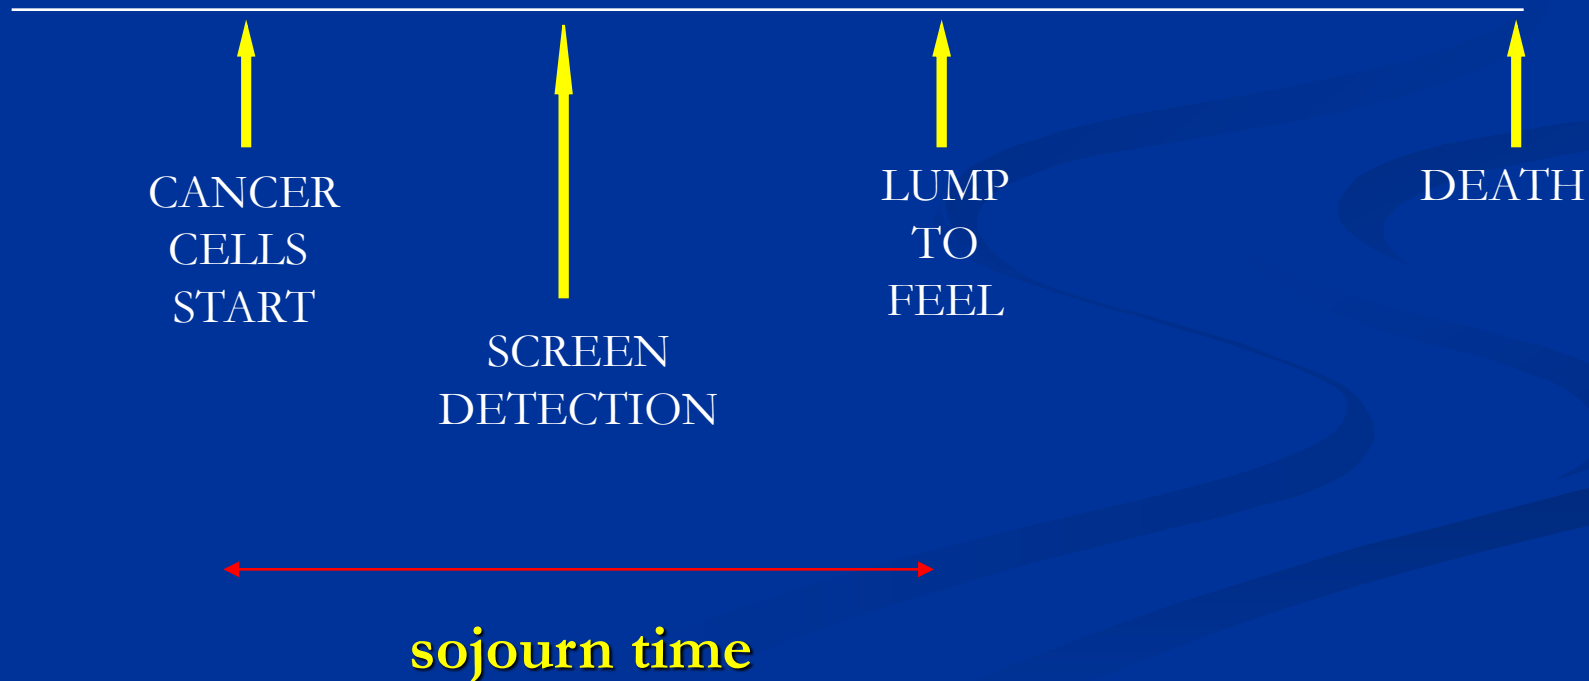 CANCER
CELLS
START
SCREEN
DETECTION
LUMP
TO
FEEL
DEATH
sojourn time